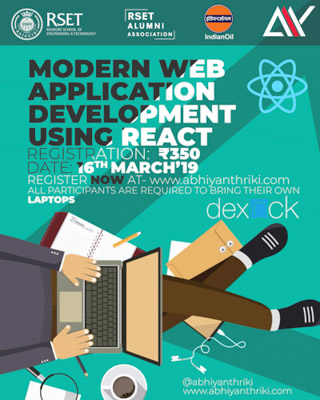 RSET
RAJAGIRI SCHOOL OF
ENGINEERING & TECHNOLOGY
RSET
ALUMNI
ASSOCIATION
इंडियनऑयल
IndianOil
MODERN WEB
APPLICATION
DEVELOPMENT
USING REACT
REGISTRATION: ₹350
DATE: 16TH MARCH'19
REGISTER NOW AT- www.abhiyanthriki.com
ALL PARTICIPANTS ARE REQUIRED TO BRING THEIR OWN
LAPTOPS
@abhiyanthriki
www.abhiyanthriki.com